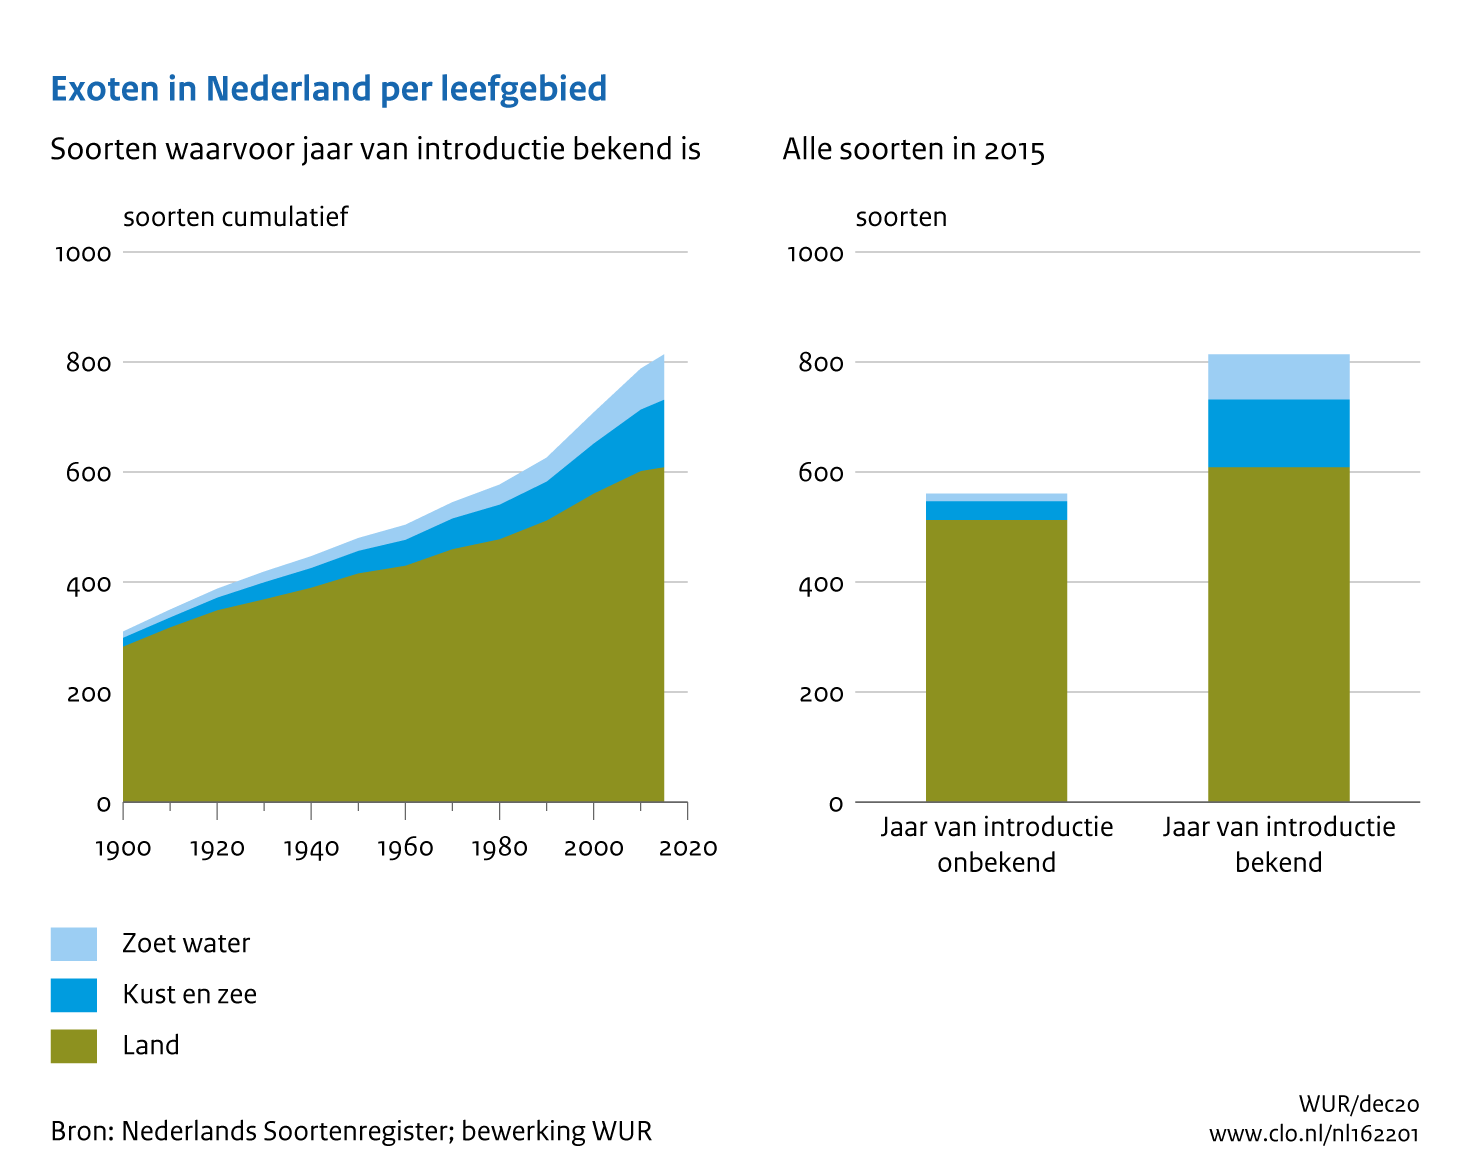 Exoten in Nederland per leefgebied
Soorten waarvoor jaar van introductie bekend is
soorten cumulatief
1000
800
600
400
200
0
1900 1920 1940 1960 1980 2000 2020
Alle soorten in 2015
soorten
1000
800
600
400
200
0
Jaar van introductie
onbekend
Jaar van introductie
bekend
Zoet water
Kust en zee
Land
Bron: Nederlands Soortenregister; bewerking WUR
WUR/dec20
www.clo.nl/nl162201